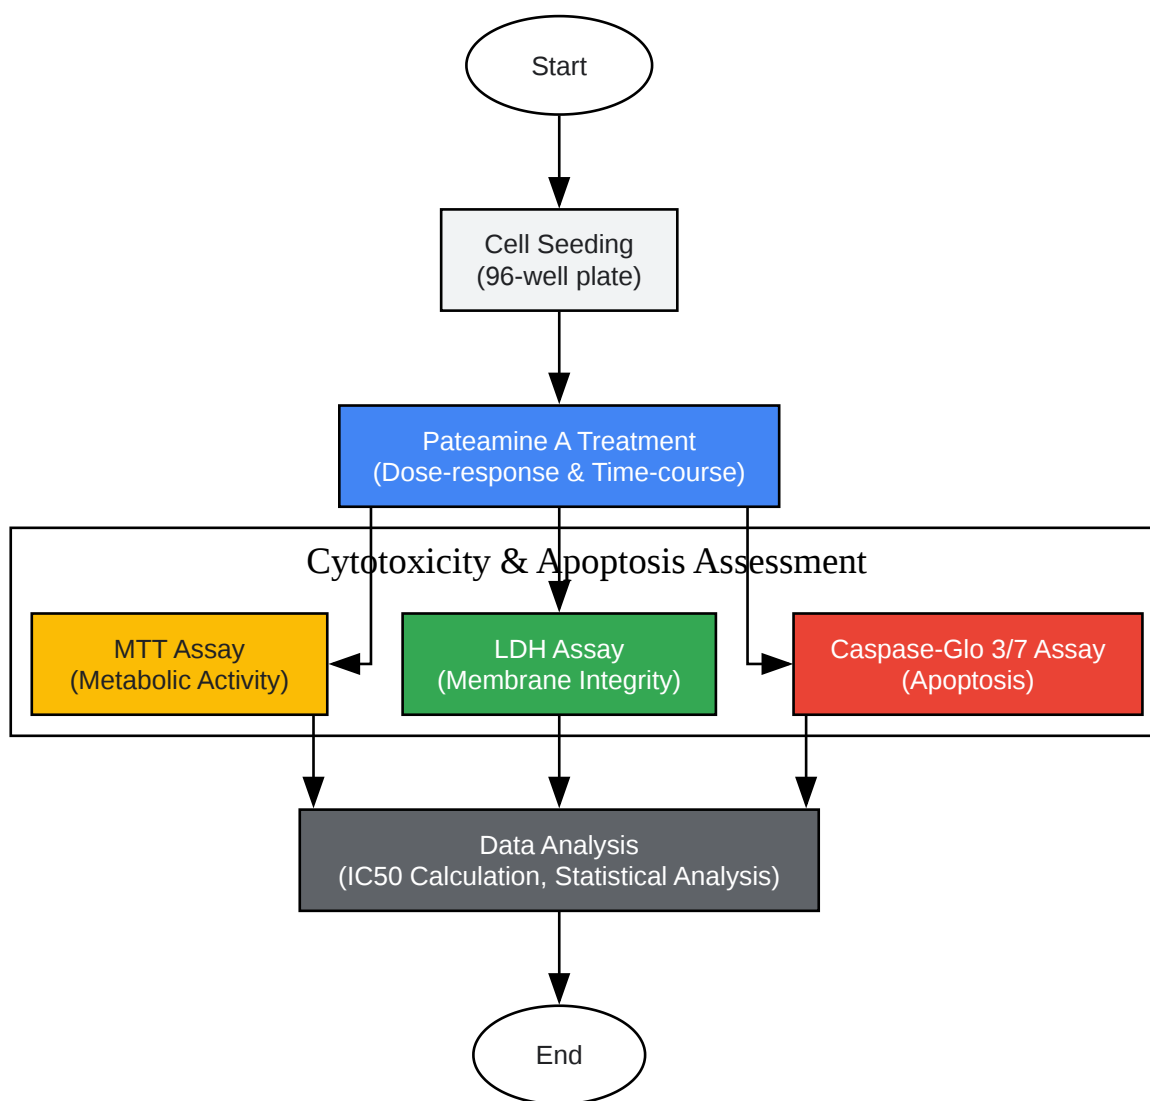 Start
Cell Seeding
(96-well plate)
Pateamine A Treatment
(Dose-response & Time-course)
Cytotoxicity & Apoptosis Assessment
MTT Assay
(Metabolic Activity)
LDH Assay
(Membrane Integrity)
Caspase-Glo 3/7 Assay
(Apoptosis)
Data Analysis
(IC50 Calculation, Statistical Analysis)
End